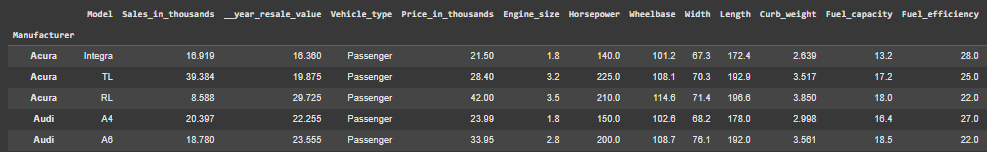 Model Sales_in_thousands __year_resale_value Vehicle_type Price_in_thousands Engine_size Horsepower Wheelbase Width Length Curb_weight Fuel_capacity Fuel_efficiency
Manufacturer
Acura Integra 16.919 16.360 Passenger 21.50 1.8 140.0 101.2 67.3 172.4 2.639 13.2 28.0
Acura TL 39.384 19.875 Passenger 28.40 3.2 225.0 108.1 70.3 192.9 3.517 17.2 25.0
Acura RL 8.588 29.725 Passenger 42.00 3.5 210.0 114.6 71.4 196.6 3.850 18.0 22.0
Audi A4 20.397 22.255 Passenger 23.99 1.8 150.0 102.6 68.2 178.0 2.998 16.4 27.0
Audi A6 18.780 23.555 Passenger 33.95 2.8 200.0 108.7 76.1 192.0 3.561 18.5 22.0